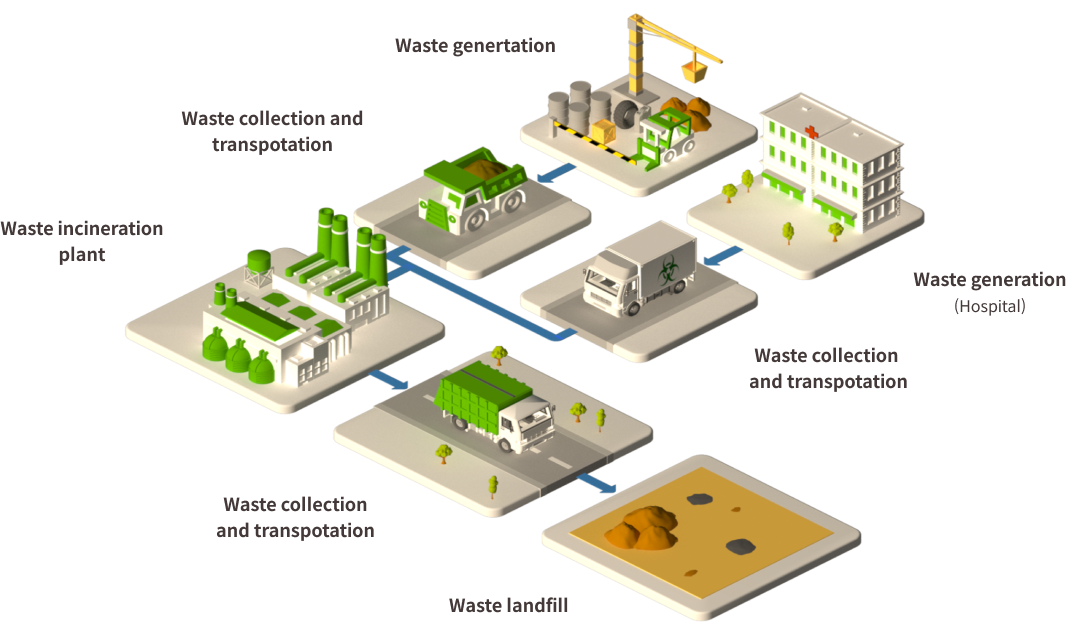 Waste genertation
Waste collection and
transpotation
Waste incineration
plant
Waste generation
(Hospital)
Waste collection
and transpotation
Waste collection
and transpotation
Waste landfill